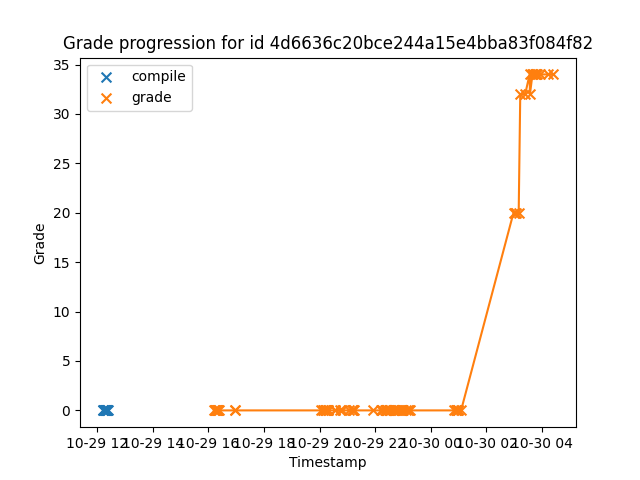 Grade progression for id 4d6636c20bce244a15e4bba83f084f82
compile
grade
35
30
25
20
15
10
5
0
Grade
10-29 12 10-29 14 10-29 16 10-29 18 10-29 20 10-29 22 10-30 00 10-30 02 10-30 04
Timestamp